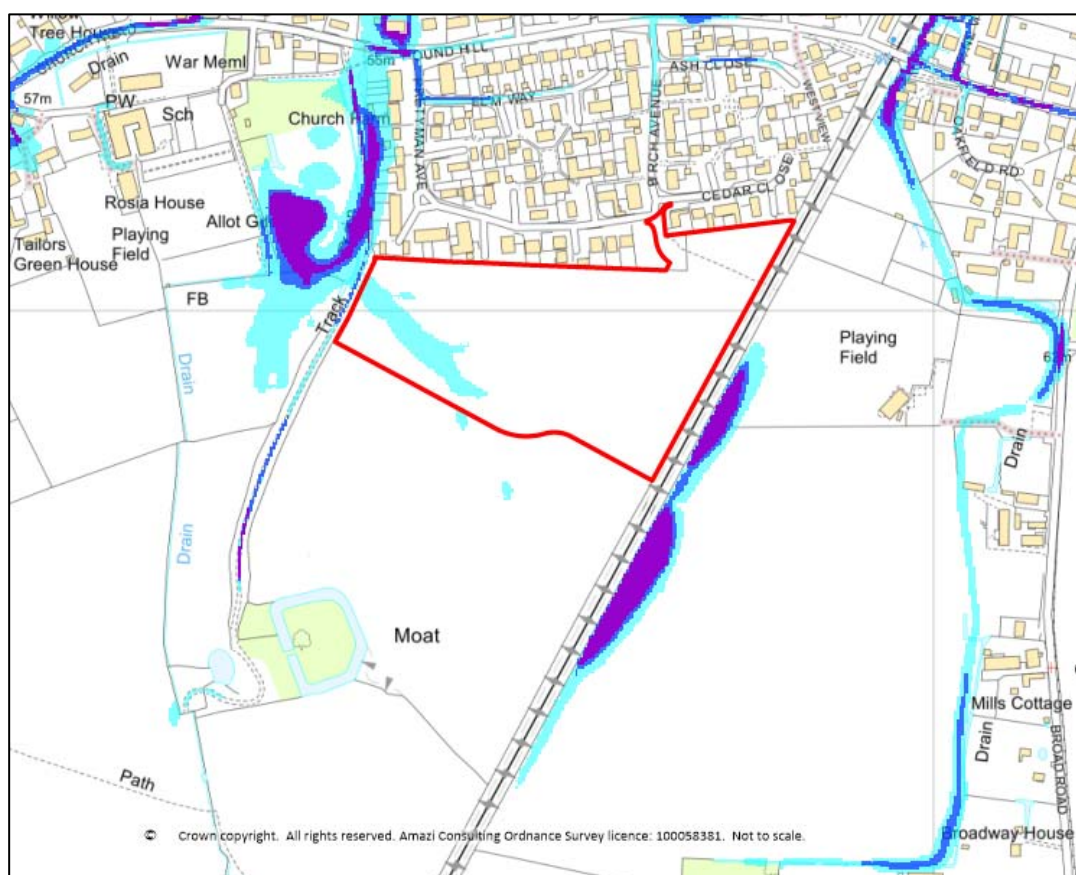 Tree House
Drain
War Meml
55m
OUND HILL
ASH CLOSE
57m
PW
Sch
Church Farm
ELM WAY
BIRCH AVENUE
WESTVIEW
OAKFIELD RD
CEDAR CLOSE
Rosia House
Allot Gdns
Tailors
Green House
Playing
Field
FB
Track
Drain
Playing
Field
62m
Drain
Drain
Moat
Mills Cottage
Drain
BROAD ROAD
Path
Broadway House
© Crown copyright. All rights reserved. Amazi Consulting Ordnance Survey licence: 100058381. Not to scale.